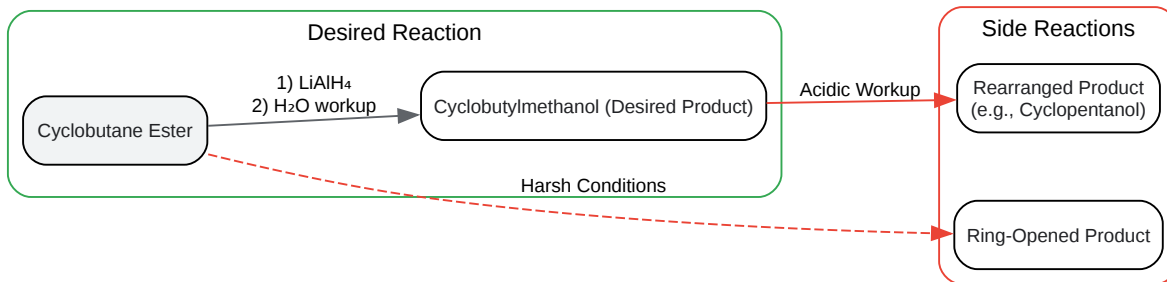 Desired Reaction
Side Reactions
1) LiAlH₄
2) H₂O workup
Cyclobutane Ester
Cyclobutylmethanol (Desired Product)
Acidic Workup
Rearranged Product
(e.g., Cyclopentanol)
Harsh Conditions
Ring-Opened Product